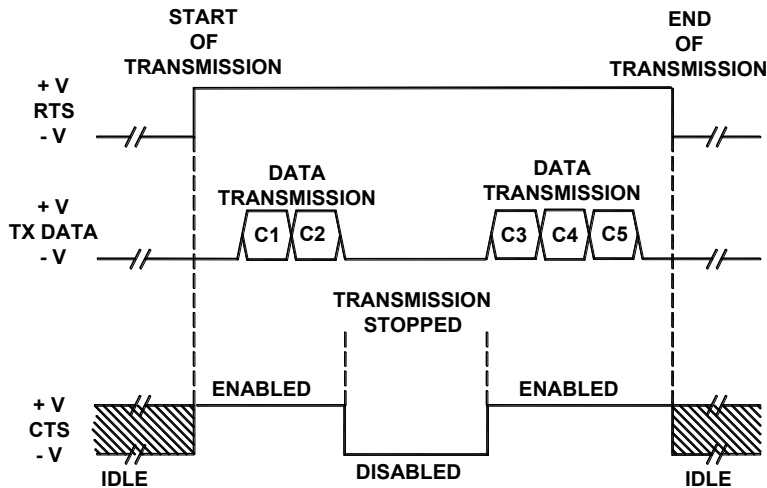 START
OF
TRANSMISSION
END
OF
TRANSMISSION
+ V
RTS
- V
DATA
TRANSMISSION
DATA
TRANSMISSION
+ V
TX DATA
- V
C1
C2
C3
C4
C5
TRANSMISSION
STOPPED
ENABLED
ENABLED
+ V
CTS
- V
IDLE
DISABLED
IDLE